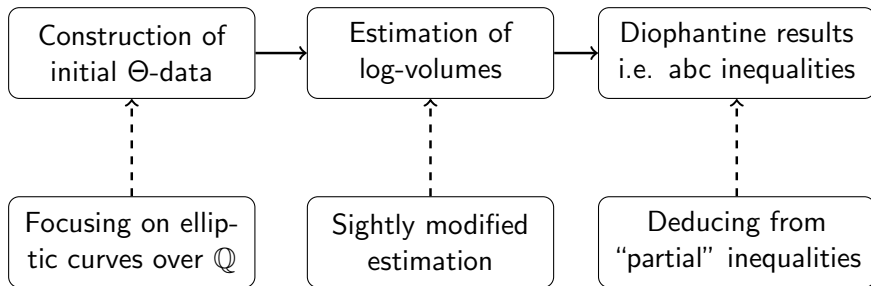 Construction of
initial Θ-data
Estimation of
log-volumes
Diophantine results
i.e. abc inequalities
Focusing on ellip-
tic curves over ℚ
Sightly modified
estimation
Deducing from
“partial” inequalities